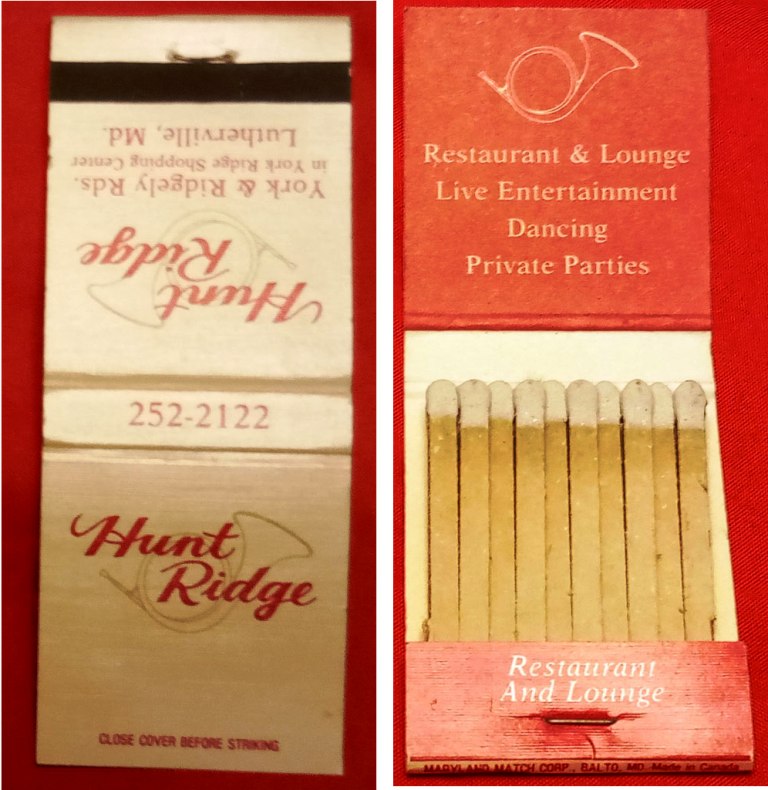 Lutherville, Md.
in York Ridge Shopping Center
York & Ridgely Rds.
Hunt
Ridge
252-2122
Hunt
Ridge
CLOSE COVER BEFORE STRIKING
Restaurant & Lounge
Live Entertainment
Dancing
Private Parties
Restaurant
And Lounge
MARYLAND MATCH CORP., BALTO, MD. Made in Canada